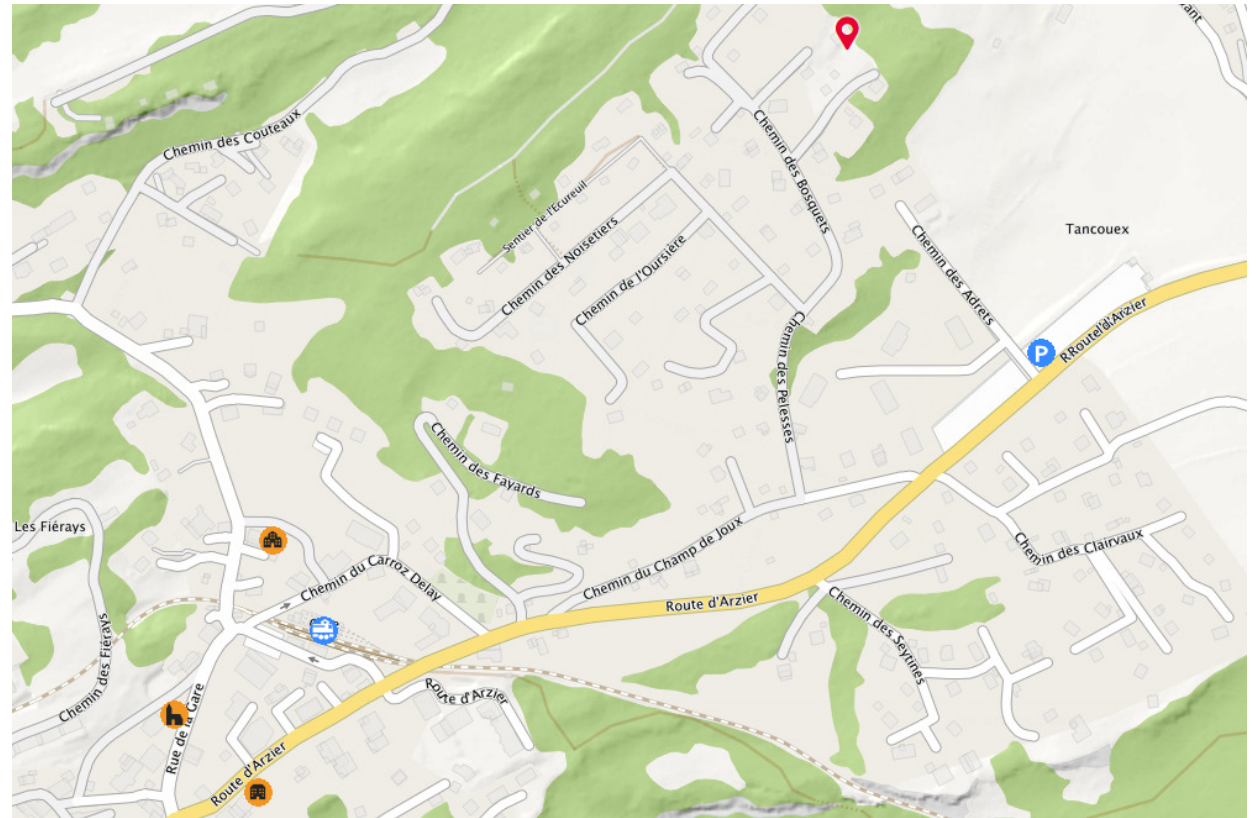 ant
Chemin des Couteaux
Chemin des Bosquets
Sentier de l'Ecureuil
Chemin des Noisetiers
Chemin de l'Oursière
Tancouex
Chemin des Adrets
Route d'Arzier
P
Chemin des Pèlesses
Chemin des Fayards
Les Fiérays
Chemin du Carroz Delay
Chemin du Champ de Joux
Chemin des Clairvaux
Route d'Arzier
Chemin des Seytines
Chemin des Fiérays
Rue de la Gare
Route d'Arzier
Route d'Arzier